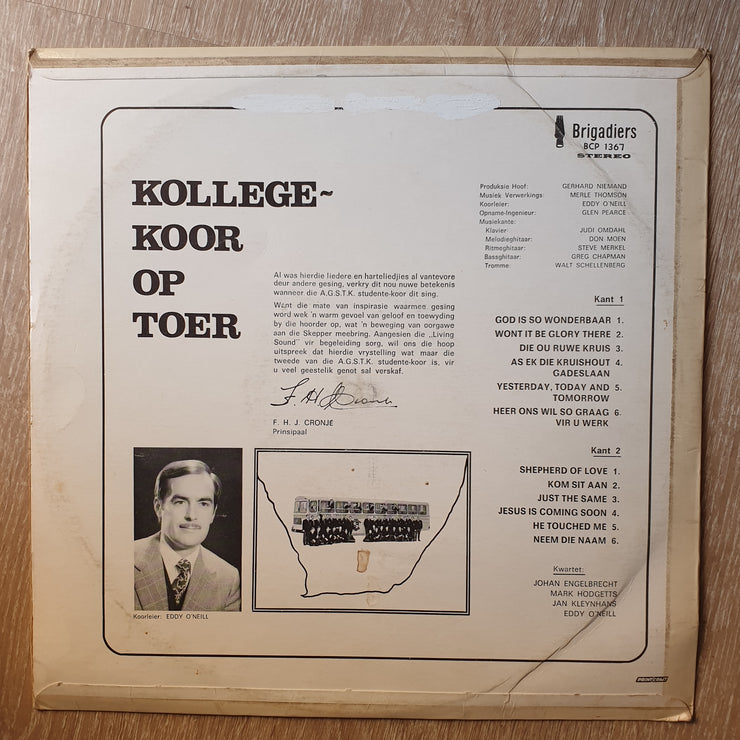 Brigadiers
BCP 1367
STEREO
KOLLEGE~
KOOR
OP
TOER
Produksie Hoof: GERHARD NIEMAND
Musiek Verwerkings: MERLE THOMSON
Koorleier: EDDY O'NEILL
Opname-Ingenieur: GLEN PEARCE
Musiekante:
Klavier: JUDI OMDAHL
Melodieghitaar: DON MOEN
Ritmeghitaar: STEVE MERKEL
Bassghitaar: GREG CHAPMAN
Tromme: WALT SCHELLENBERG
Al was hierdie liedere en harteliedjies al vantevore
deur andere gesing, verkry dit nou nuwe betekenis
wanneer die A.G.S.T.K. studente-koor dit sing.
Want die mate van inspirasie waarmee gesing
word wek 'n warm gevoel van geloof en toewyding
by die hoorder op, wat 'n beweging van oorgawe
aan die Skepper meebring. Aangesien die „Living
Sound" vir begeleiding sorg, wil ons die hoop
uitspreek dat hierdie vrystelling wat maar die
tweede van die A.G.S.T.K. studente-koor is, vir
u veel geestelik genot sal verskaf.
F. H. J. Cronje
F. H. J. CRONJE
Prinsipaal
Kant 1
GOD IS SO WONDERBAAR 1.
WONT IT BE GLORY THERE 2.
DIE OU RUWE KRUIS 3.
AS EK DIE KRUISHOUT 4.
GADESLAAN
YESTERDAY, TODAY AND 5.
TOMORROW
HEER ONS WIL SO GRAAG 6.
VIR U WERK
Kant 2
SHEPHERD OF LOVE 1.
KOM SIT AAN 2.
JUST THE SAME 3.
JESUS IS COMING SOON 4.
HE TOUCHED ME 5.
NEEM DIE NAAM 6.
Kwartet:
JOHAN ENGELBRECHT
MARK HODGETTS
JAN KLEYNHANS
EDDY O'NEILL
Koorleier: EDDY O'NEILL